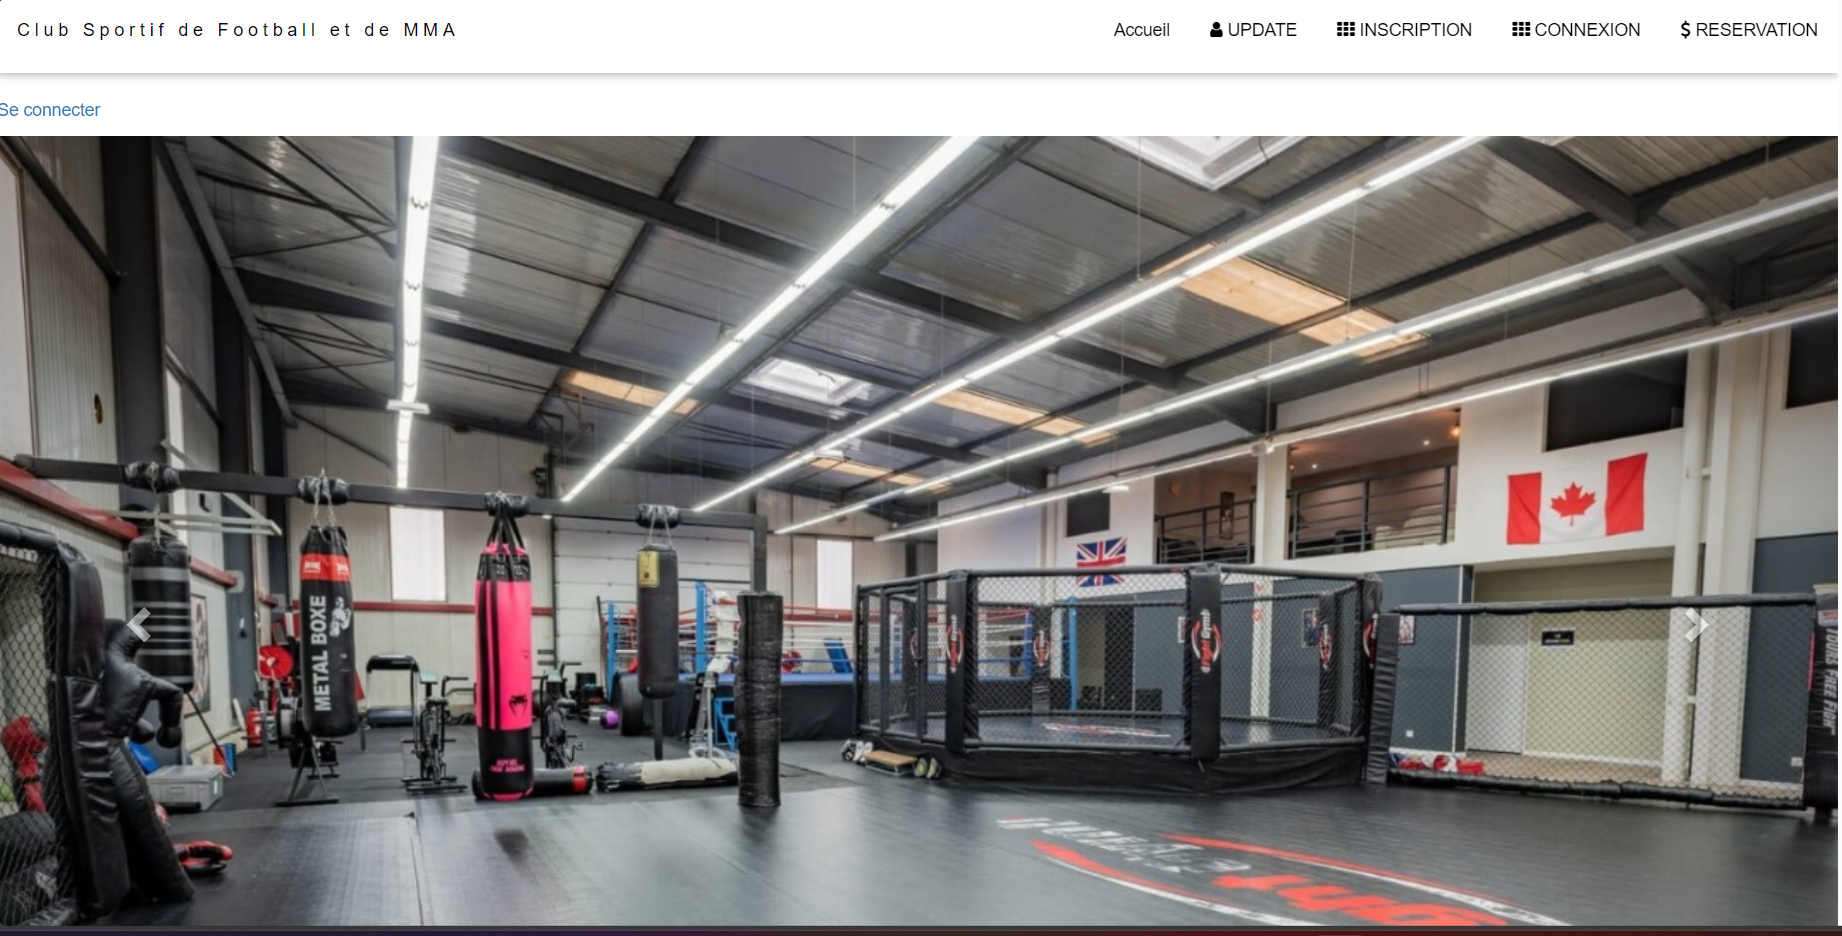 Club Sportif de Football et de MMA
Accueil UPDATE INSCRIPTION CONNEXION RESERVATION
Se connecter
METAL BOXE
TOURS FREE FIGHT